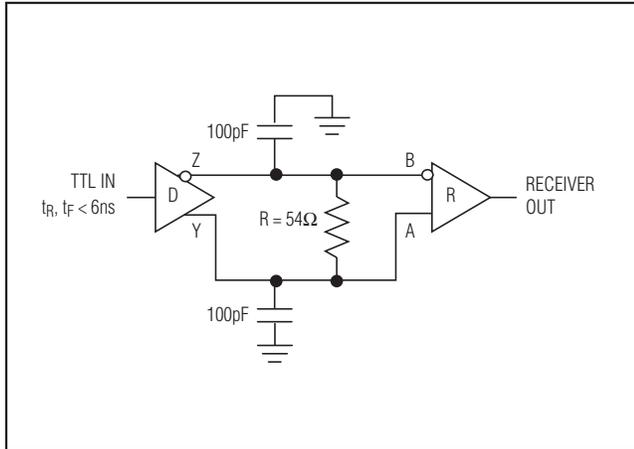 100pF
Z
B
TTL IN
D
R
RECEIVER
OUT
tR, tF < 6ns
R = 54Ω
Y
A
100pF